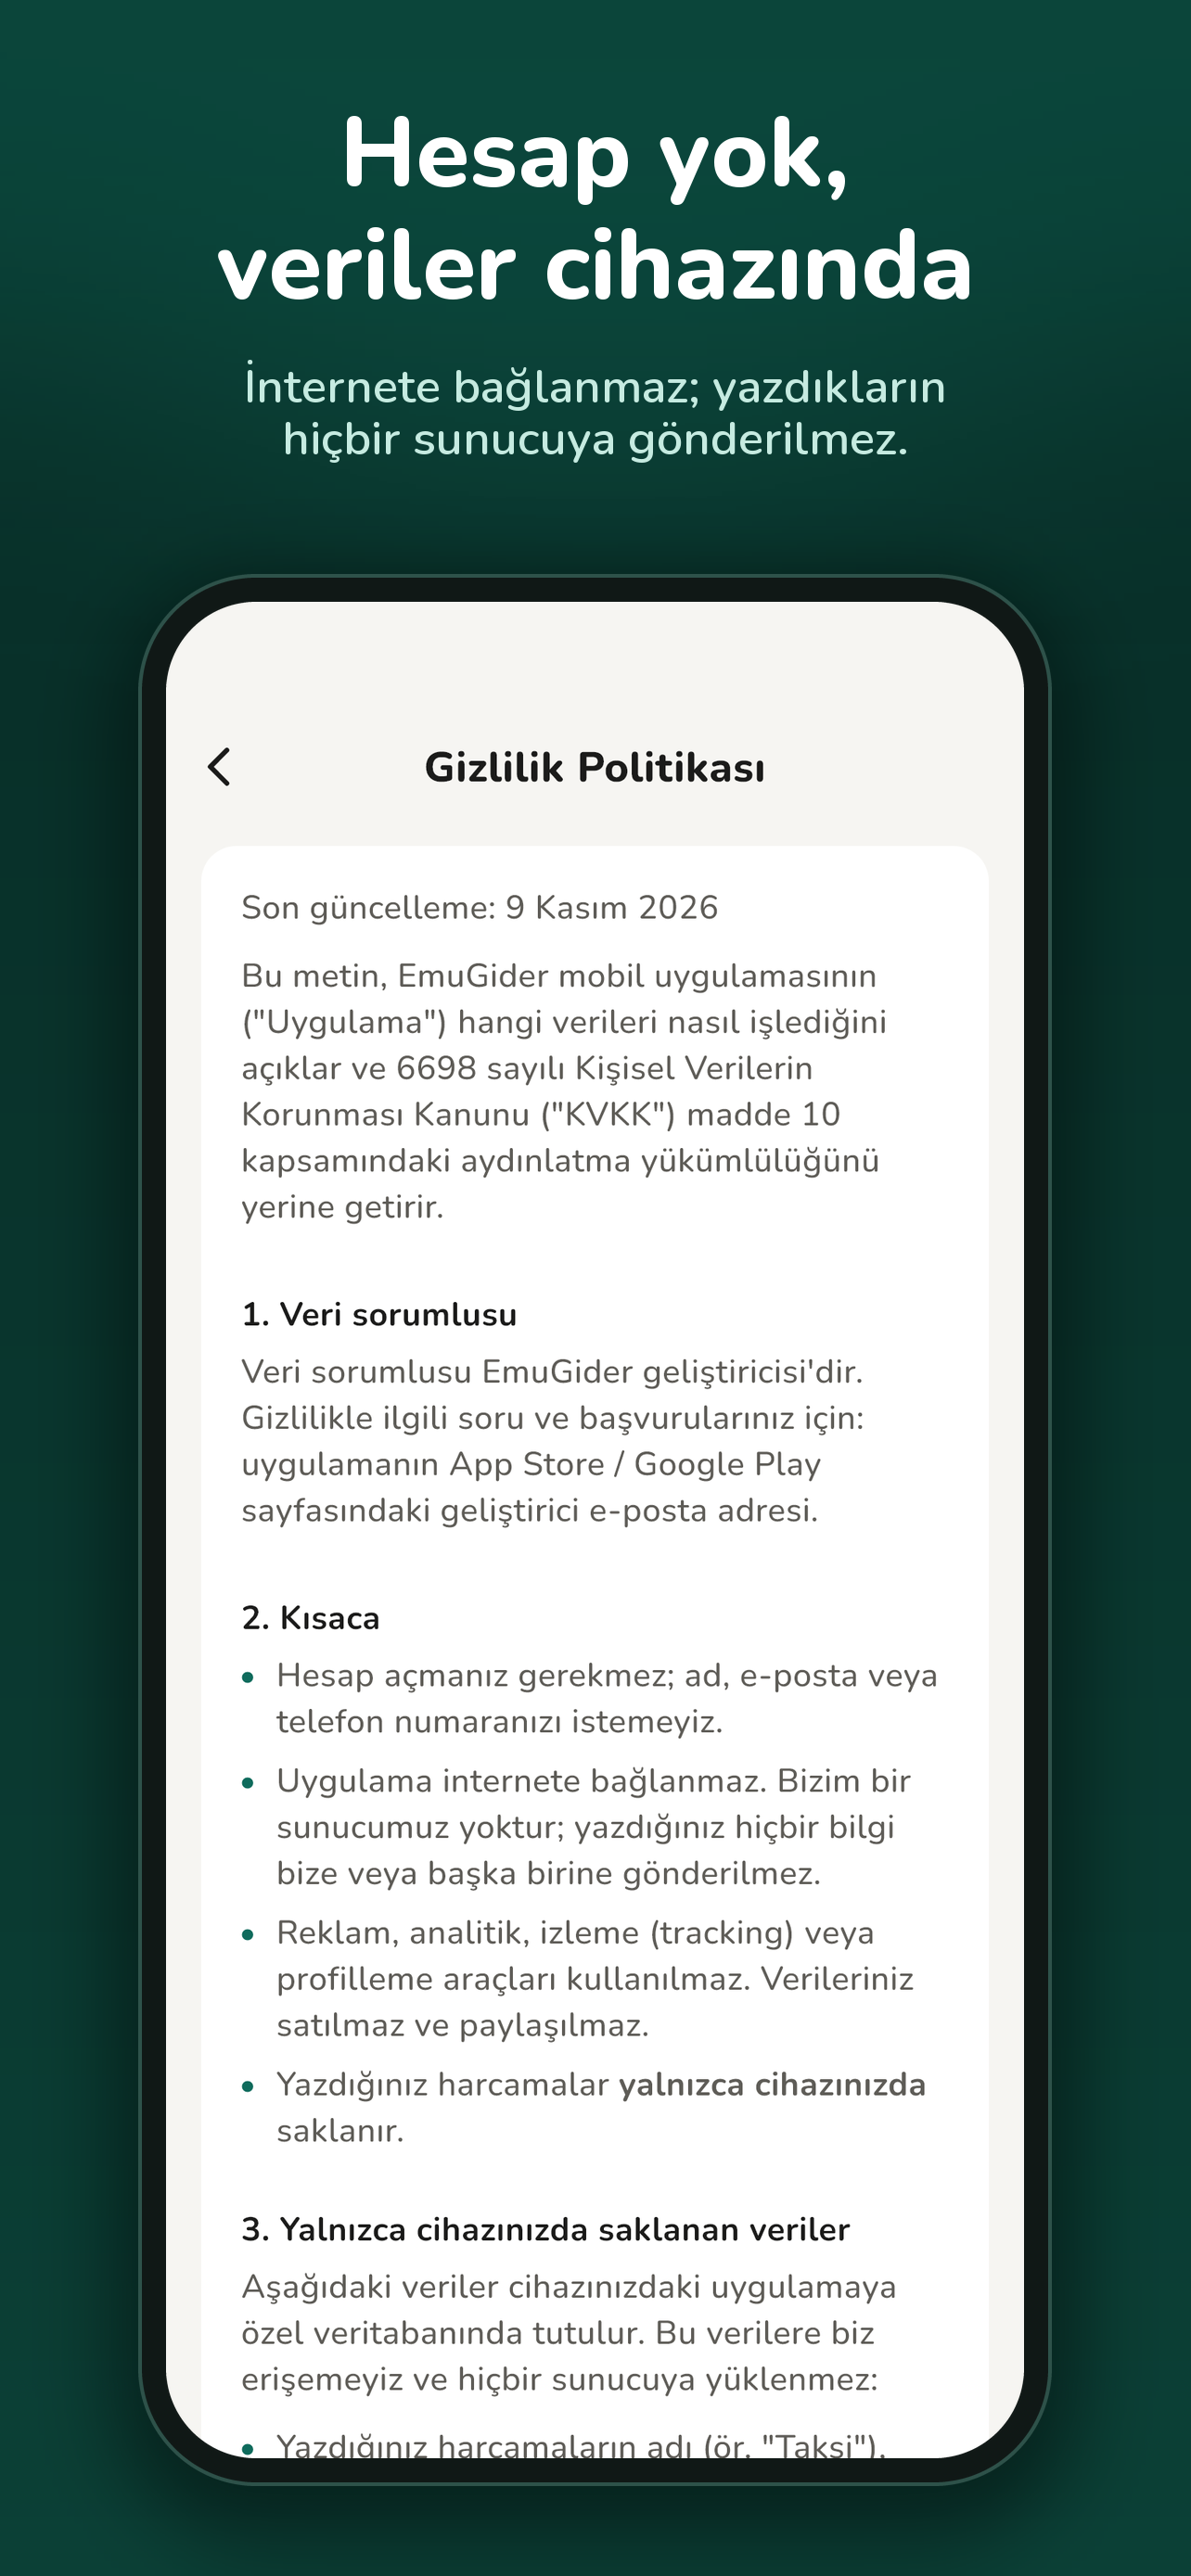 Hesap yok,
veriler cihazında
İnternete bağlanmaz; yazdıkların
hiçbir sunucuya gönderilmez.
Gizlilik Politikası
Son güncelleme: 9 Kasım 2026
Bu metin, EmuGider mobil uygulamasının
("Uygulama") hangi verileri nasıl işlediğini
açıklar ve 6698 sayılı Kişisel Verilerin
Korunması Kanunu ("KVKK") madde 10
kapsamındaki aydınlatma yükümlülüğünü
yerine getirir.
1. Veri sorumlusu
Veri sorumlusu EmuGider geliştiricisi'dir.
Gizlilikle ilgili soru ve başvurularınız için:
uygulamanın App Store / Google Play
sayfasındaki geliştirici e-posta adresi.
2. Kısaca
• Hesap açmanız gerekmez; ad, e-posta veya
telefon numaranızı istemeyiz.
• Uygulama internete bağlanmaz. Bizim bir
sunucumuz yoktur; yazdığınız hiçbir bilgi
bize veya başka birine gönderilmez.
• Reklam, analitik, izleme (tracking) veya
profilleme araçları kullanılmaz. Verileriniz
satılmaz ve paylaşılmaz.
• Yazdığınız harcamalar yalnızca cihazınızda
saklanır.
3. Yalnızca cihazınızda saklanan veriler
Aşağıdaki veriler cihazınızdaki uygulamaya
özel veritabanında tutulur. Bu verilere biz
erişemeyiz ve hiçbir sunucuya yüklenmez:
• Yazdığınız harcamaların adı (ör. "Taksi"),